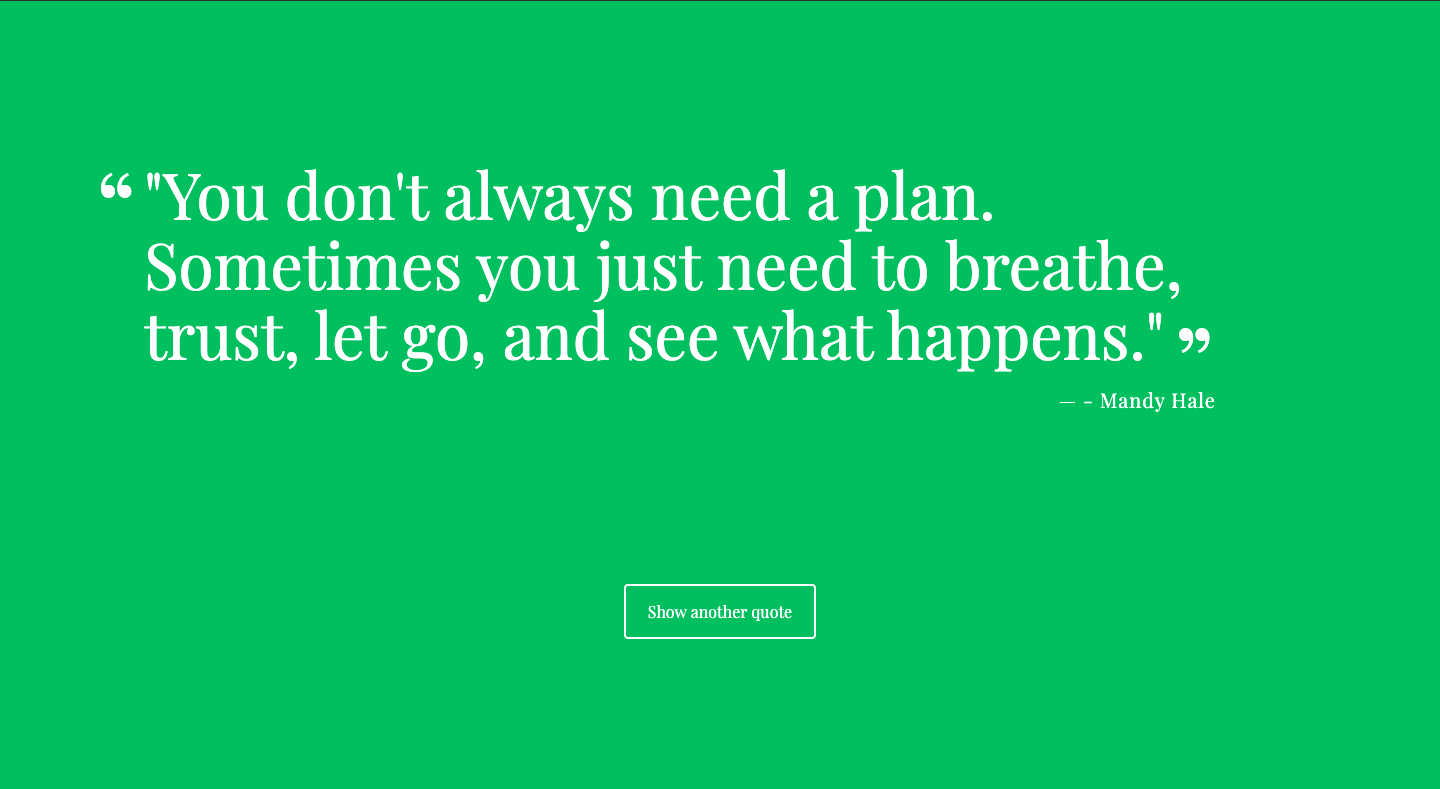 “ "You don't always need a plan.
Sometimes you just need to breathe,
trust, let go, and see what happens." ”
— - Mandy Hale
Show another quote